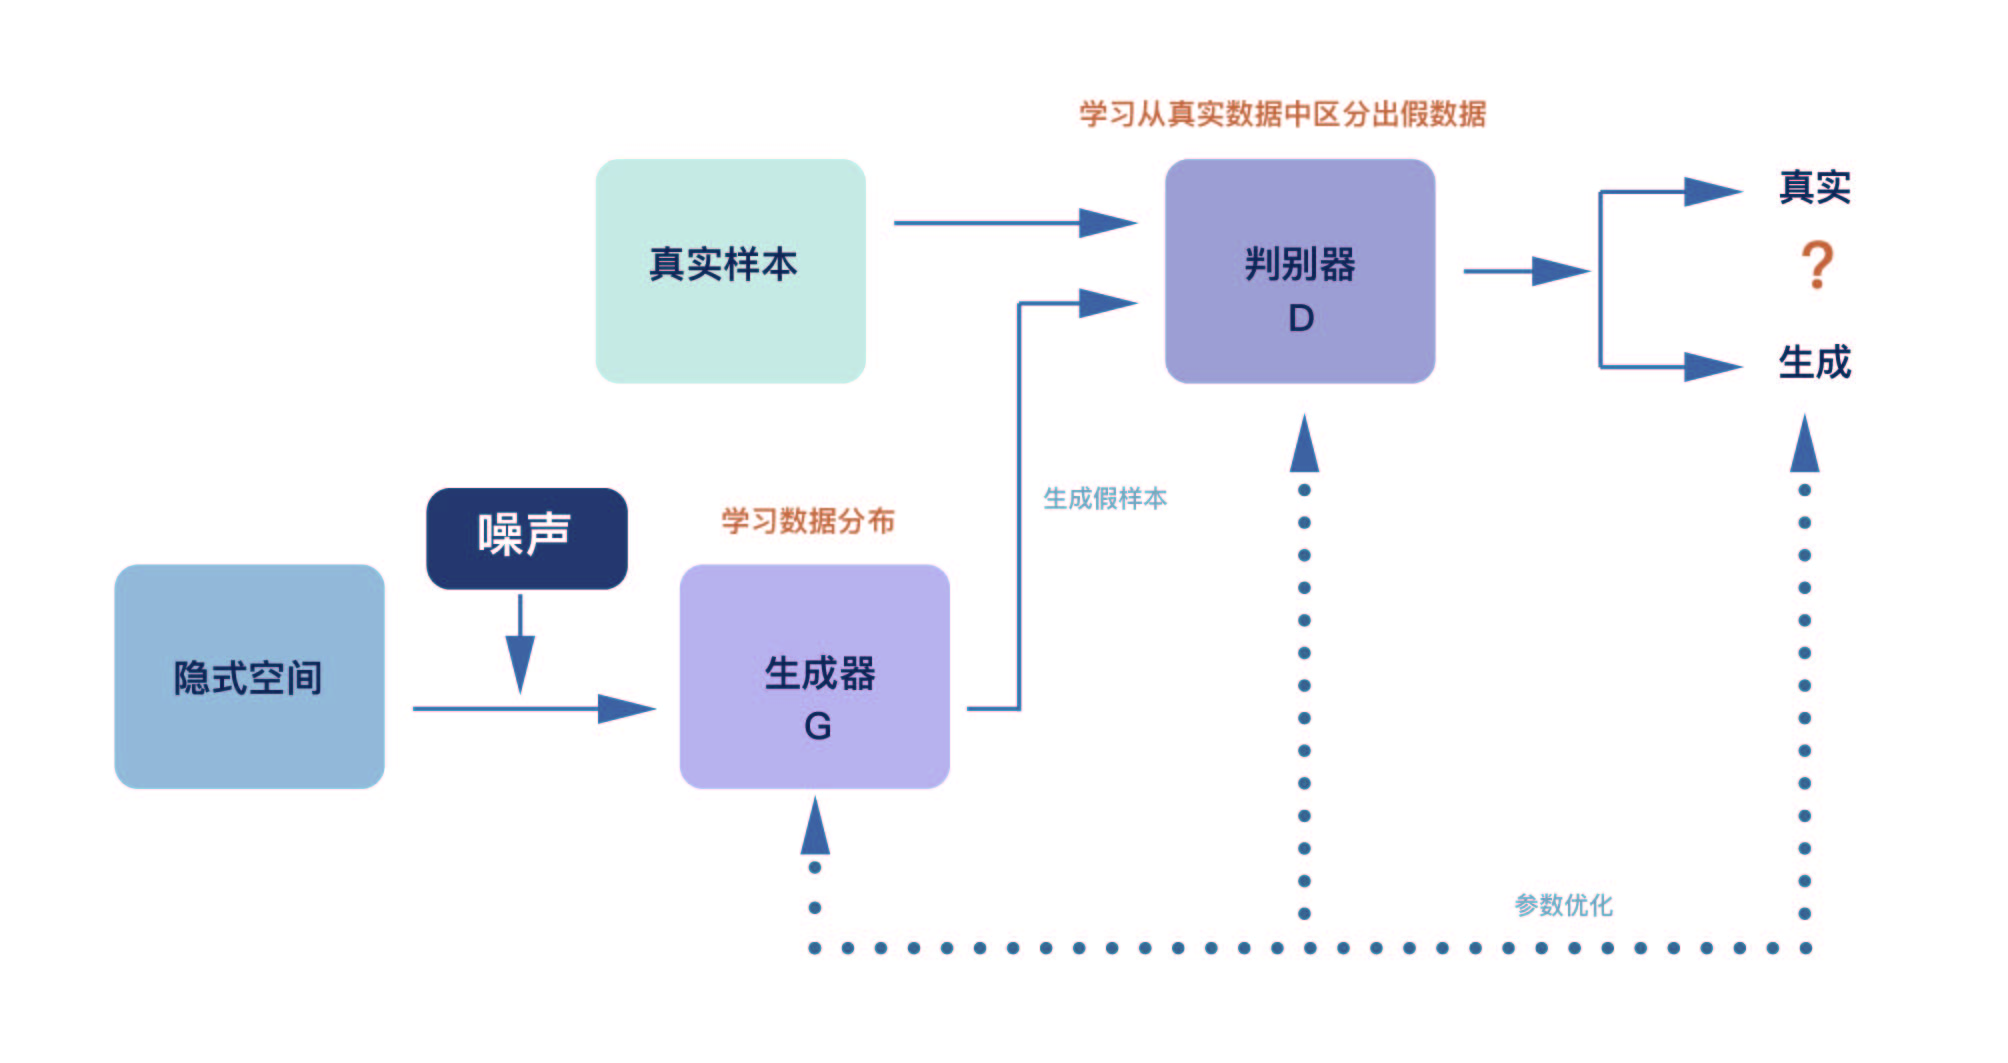 学习从真实数据中区分出假数据
真实样本
判别器
D
真实
?
生成
生成假样本
噪声
学习数据分布
隐式空间
生成器
G
参数优化